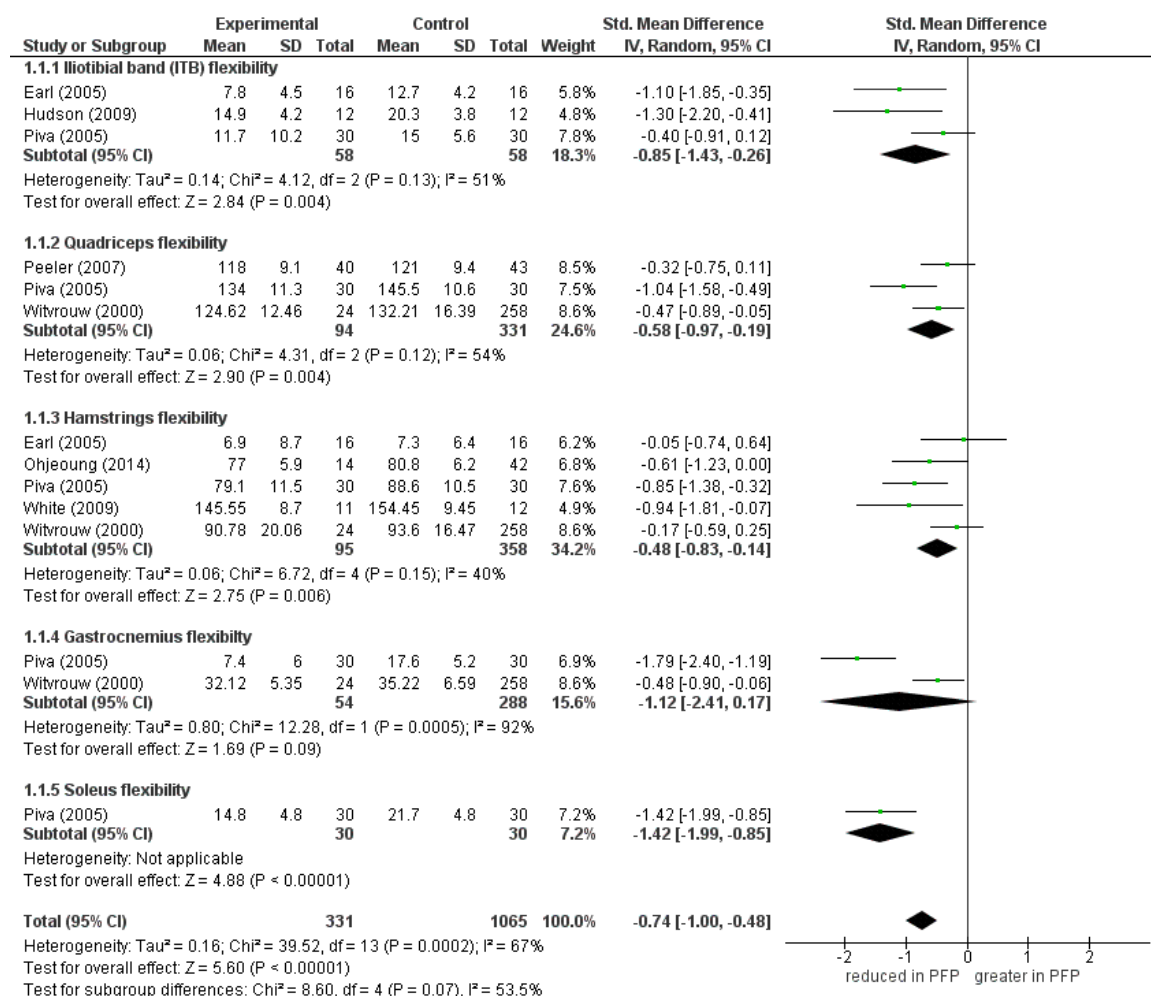 Experimental Control Std. Mean Difference Std. Mean Difference
Study or Subgroup Mean SD Total Mean SD Total Weight IV, Random, 95% CI IV, Random, 95% CI
1.1.1 Iliotibial band (ITB) flexibility
Earl (2005) 7.8 4.5 16 12.7 4.2 16 5.8% -1.10 [-1.85, -0.35]
Hudson (2009) 14.9 4.2 12 20.3 3.8 12 4.8% -1.30 [-2.20, -0.41]
Piva (2005) 11.7 10.2 30 15 5.6 30 7.8% -0.40 [-0.91, 0.12]
Subtotal (95% CI) 58 58 18.3% -0.85 [-1.43, -0.26]
Heterogeneity: Tau² = 0.14; Chi² = 4.12, df = 2 (P = 0.13); I² = 51%
Test for overall effect: Z = 2.84 (P = 0.004)
1.1.2 Quadriceps flexibility
Peeler (2007) 118 9.1 40 121 9.4 43 8.5% -0.32 [-0.75, 0.11]
Piva (2005) 134 11.3 30 145.5 10.6 30 7.5% -1.04 [-1.58, -0.49]
Witvrouw (2000) 124.62 12.46 24 132.21 16.39 258 8.6% -0.47 [-0.89, -0.05]
Subtotal (95% CI) 94 331 24.6% -0.58 [-0.97, -0.19]
Heterogeneity: Tau² = 0.06; Chi² = 4.31, df = 2 (P = 0.12); I² = 54%
Test for overall effect: Z = 2.90 (P = 0.004)
1.1.3 Hamstrings flexibility
Earl (2005) 6.9 8.7 16 7.3 6.4 16 6.2% -0.05 [-0.74, 0.64]
Ohjeoung (2014) 77 5.9 14 80.8 6.2 42 6.8% -0.61 [-1.23, 0.00]
Piva (2005) 79.1 11.5 30 88.6 10.5 30 7.6% -0.85 [-1.38, -0.32]
White (2009) 145.55 8.7 11 154.45 9.45 12 4.9% -0.94 [-1.81, -0.07]
Witvrouw (2000) 90.78 20.06 24 93.6 16.47 258 8.6% -0.17 [-0.59, 0.25]
Subtotal (95% CI) 95 358 34.2% -0.48 [-0.83, -0.14]
Heterogeneity: Tau² = 0.06; Chi² = 6.72, df = 4 (P = 0.15); I² = 40%
Test for overall effect: Z = 2.75 (P = 0.006)
1.1.4 Gastrocnemius flexibilty
Piva (2005) 7.4 6 30 17.6 5.2 30 6.9% -1.79 [-2.40, -1.19]
Witvrouw (2000) 32.12 5.35 24 35.22 6.59 258 8.6% -0.48 [-0.90, -0.06]
Subtotal (95% CI) 54 288 15.6% -1.12 [-2.41, 0.17]
Heterogeneity: Tau² = 0.80; Chi² = 12.28, df = 1 (P = 0.0005); I² = 92%
Test for overall effect: Z = 1.69 (P = 0.09)
1.1.5 Soleus flexibility
Piva (2005) 14.8 4.8 30 21.7 4.8 30 7.2% -1.42 [-1.99, -0.85]
Subtotal (95% CI) 30 30 7.2% -1.42 [-1.99, -0.85]
Heterogeneity: Not applicable
Test for overall effect: Z = 4.88 (P < 0.00001)
Total (95% CI) 331 1065 100.0% -0.74 [-1.00, -0.48]
Heterogeneity: Tau² = 0.16; Chi² = 39.52, df = 13 (P = 0.0002); I² = 67%
Test for overall effect: Z = 5.60 (P < 0.00001)
Test for subgroup differences: Chi² = 8.60, df = 4 (P = 0.07), I² = 53.5%
-2 -1 0 1 2
reduced in PFP greater in PFP